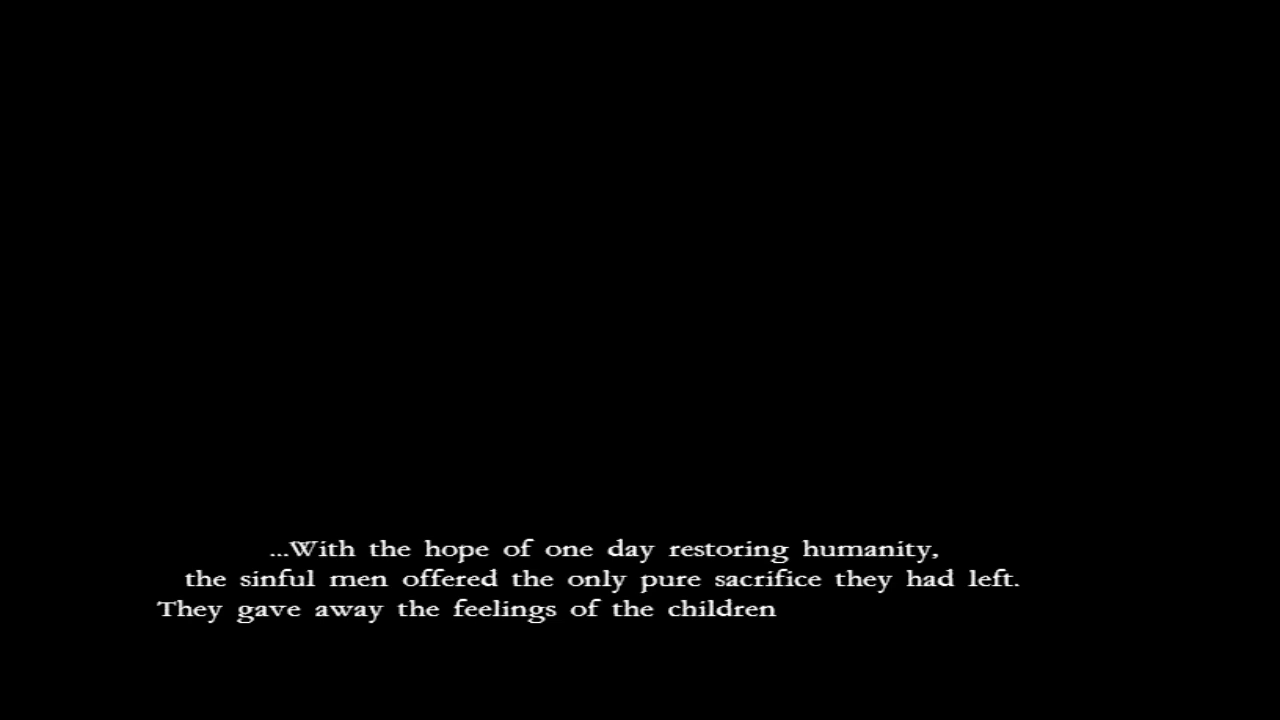 ...With the hope of one day restoring humanity,
the sinful men offered the only pure sacrifice they had left.
They gave away the feelings of the children